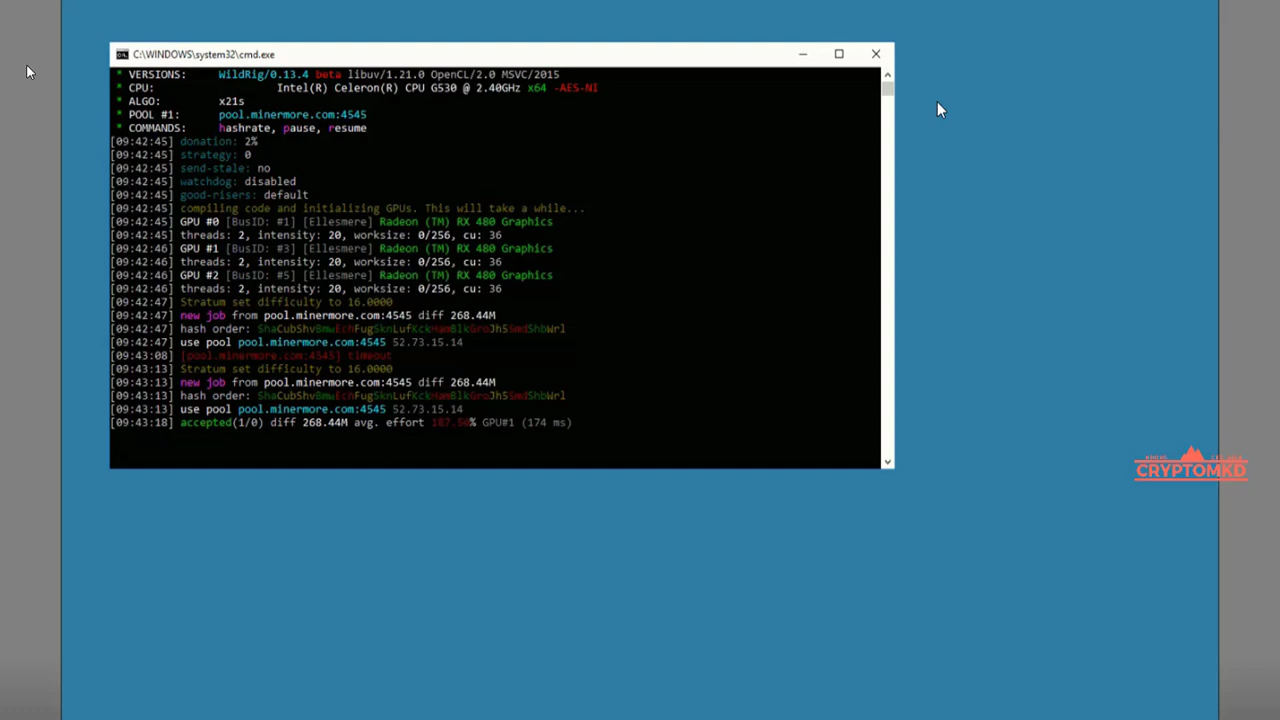 C:\WINDOWS\system32\cmd.exe
* VERSIONS: WildRig/0.13.4 beta libuv/1.21.0 OpenCL/2.0 MSVC/2015
* CPU: Intel(R) Celeron(R) CPU G530 @ 2.40GHz x64 -AES-NI
* ALGO: x21s
* POOL #1: pool.minermore.com:4545
* COMMANDS: hashrate, pause, resume
[09:42:45] donation: 2%
[09:42:45] strategy: 0
[09:42:45] send-stale: no
[09:42:45] watchdog: disabled
[09:42:45] good-risers: default
[09:42:45] compiling code and initializing GPUs. This will take a while...
[09:42:45] GPU #0 [BusID: #1] [Ellesmere] Radeon (TM) RX 480 Graphics
[09:42:46] threads: 2, intensity: 20, worksize: 0/256, cu: 36
[09:42:46] GPU #1 [BusID: #3] [Ellesmere] Radeon (TM) RX 480 Graphics
[09:42:46] threads: 2, intensity: 20, worksize: 0/256, cu: 36
[09:42:46] GPU #2 [BusID: #5] [Ellesmere] Radeon (TM) RX 480 Graphics
[09:42:46] threads: 2, intensity: 20, worksize: 0/256, cu: 36
[09:42:47] Stratum set difficulty to 16.0000
[09:42:47] new job from pool.minermore.com:4545 diff 268.44M
[09:42:47] hash order:
[09:42:47] use pool pool.minermore.com:4545 52.73.15.14
[09:43:08] [pool.minermore.com:4545] timeout
[09:43:13] Stratum set difficulty to 16.0000
[09:43:13] new job from pool.minermore.com:4545 diff 268.44M
[09:43:13] hash order:
[09:43:13] use pool pool.minermore.com:4545 52.73.15.14
[09:43:18] accepted(1/0) diff 268.44M avg. effort GPU#1 (174 ms)
CRYPTOMKD